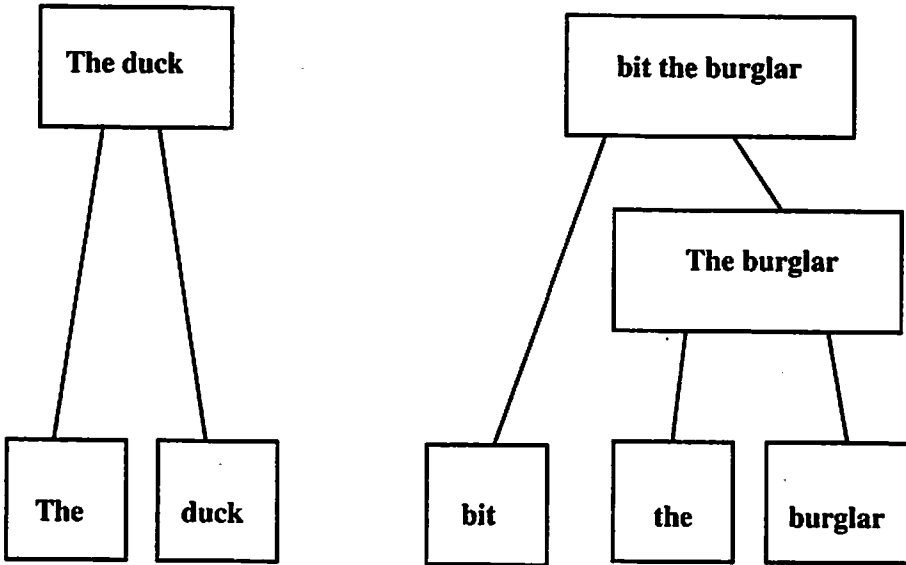 The duck
bit the burglar
The burglar
The
duck
bit
the
burglar